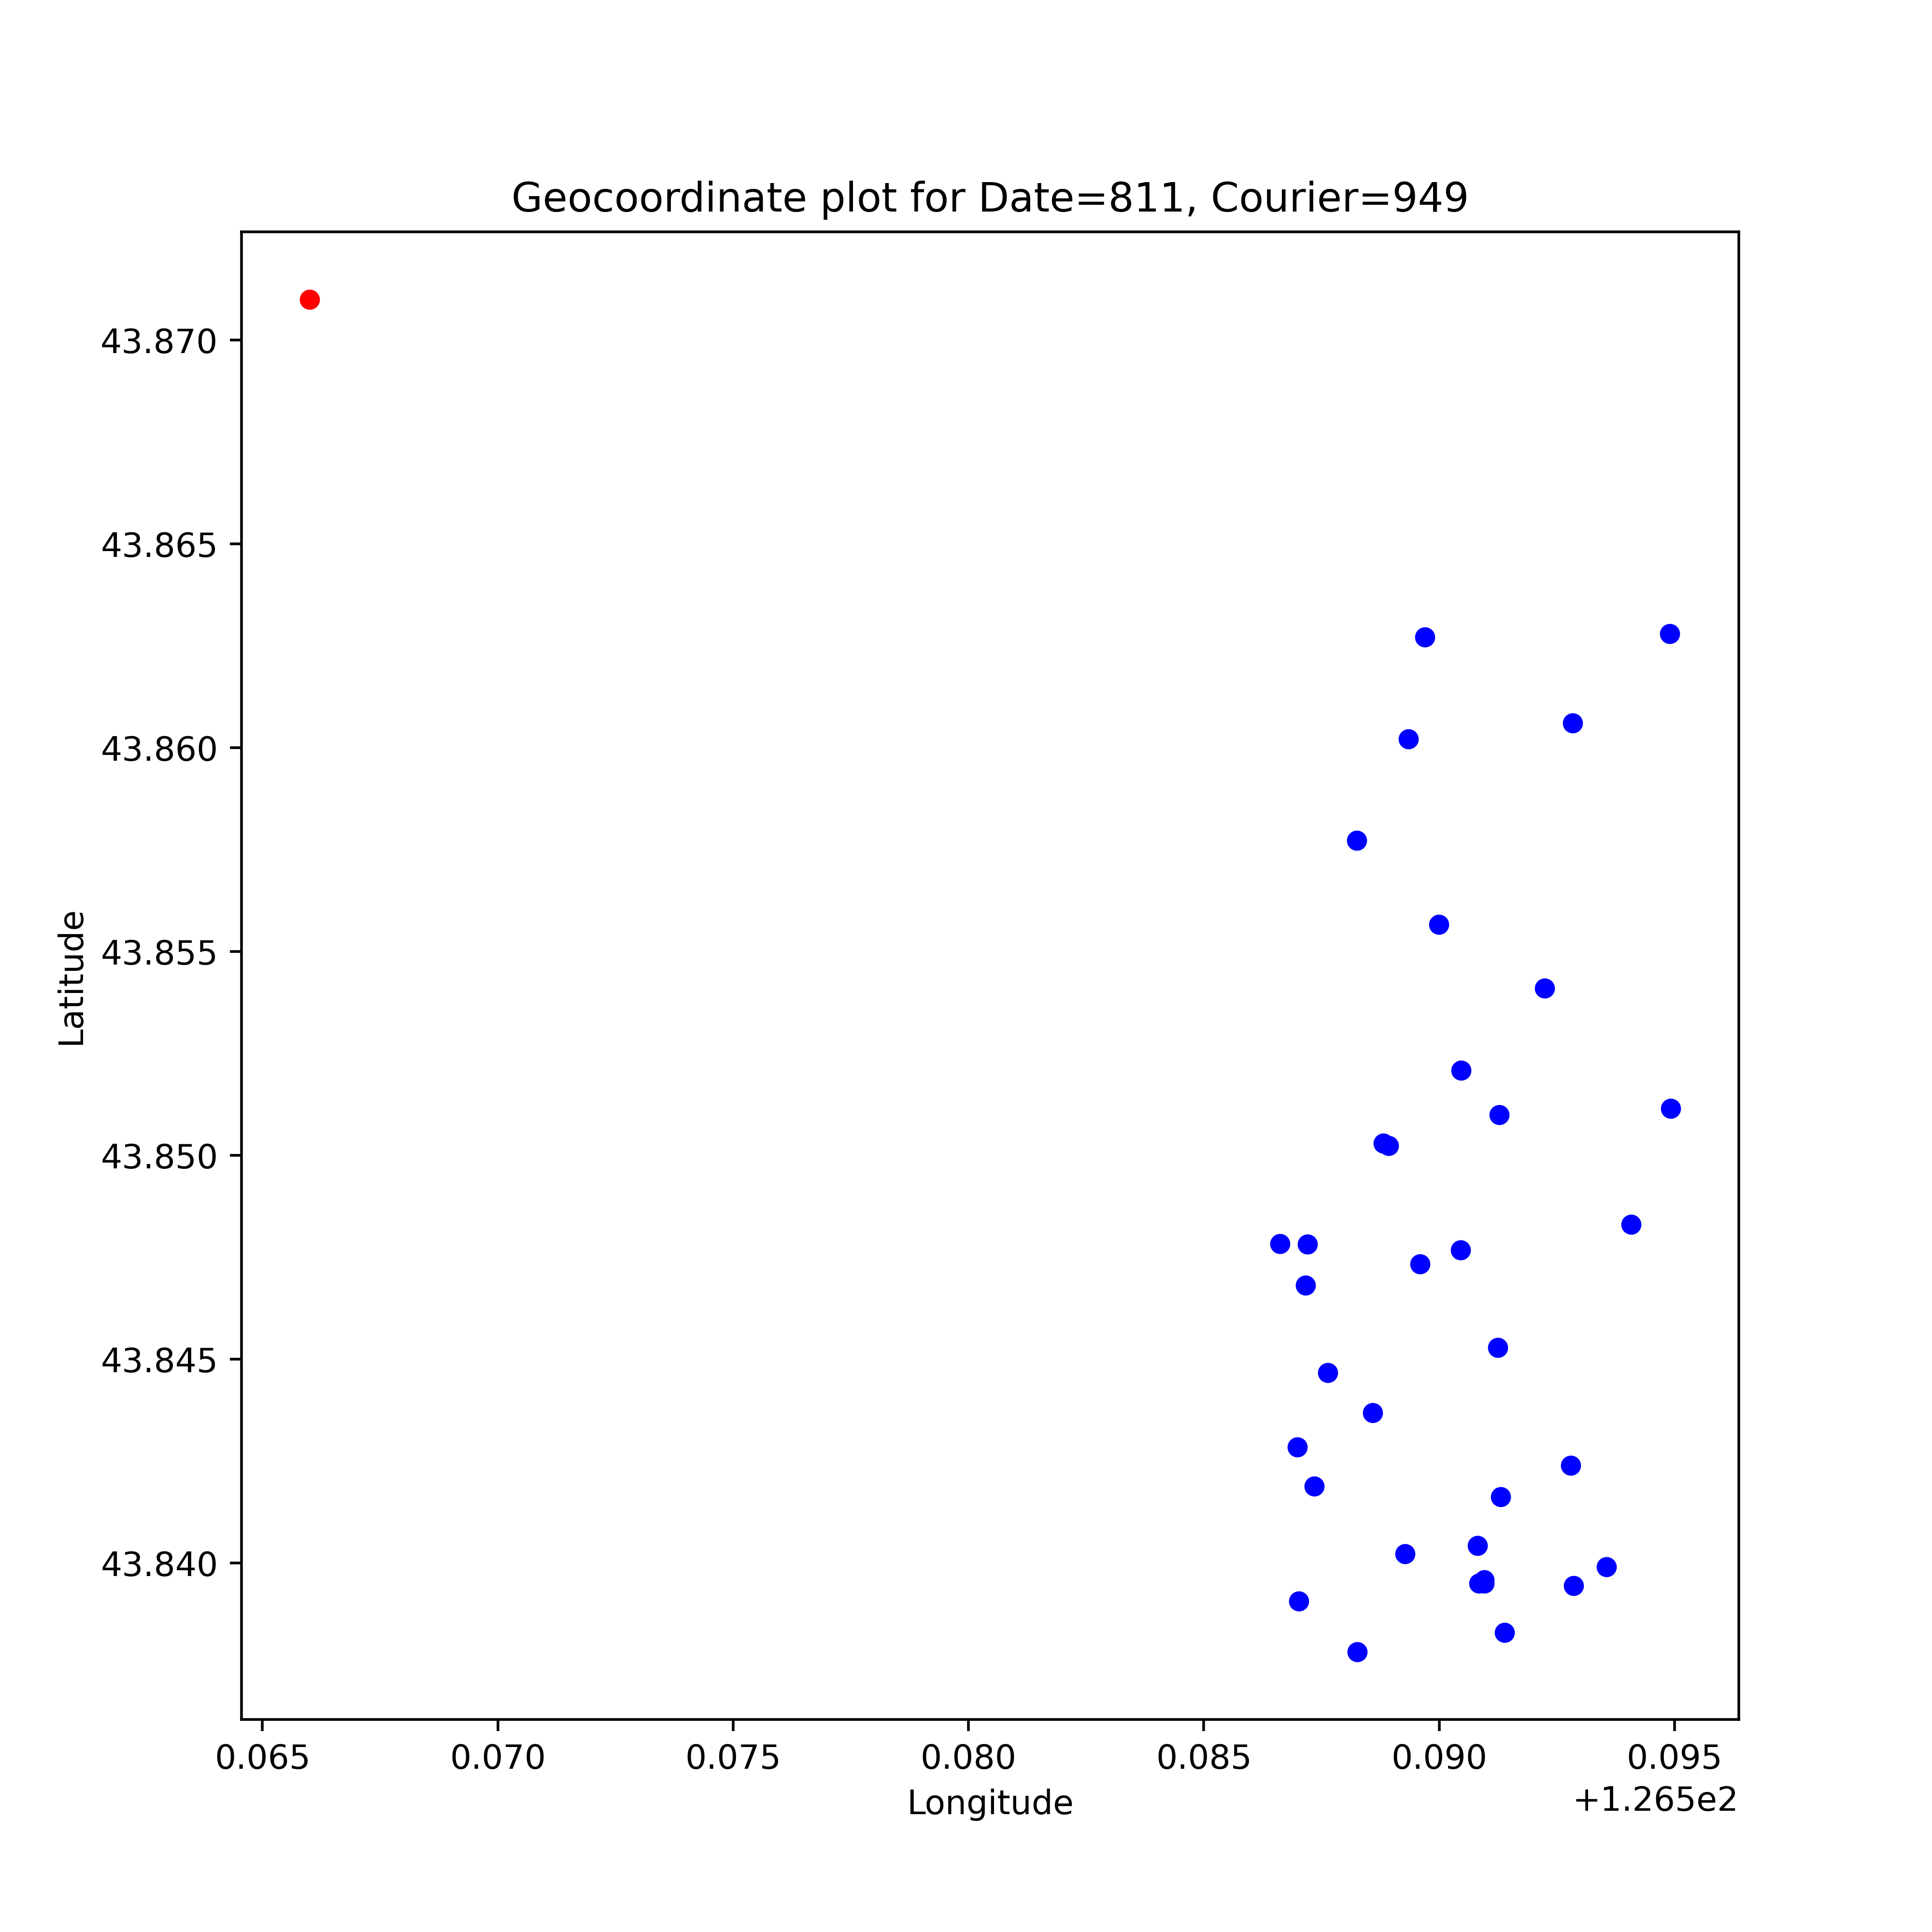 Geocoordinate plot for Date=811, Courier=949
43.870
43.865
43.860
43.855
43.850
43.845
43.840
Latitude
0.065 0.070 0.075 0.080 0.085 0.090 0.095
Longitude
+1.265e2